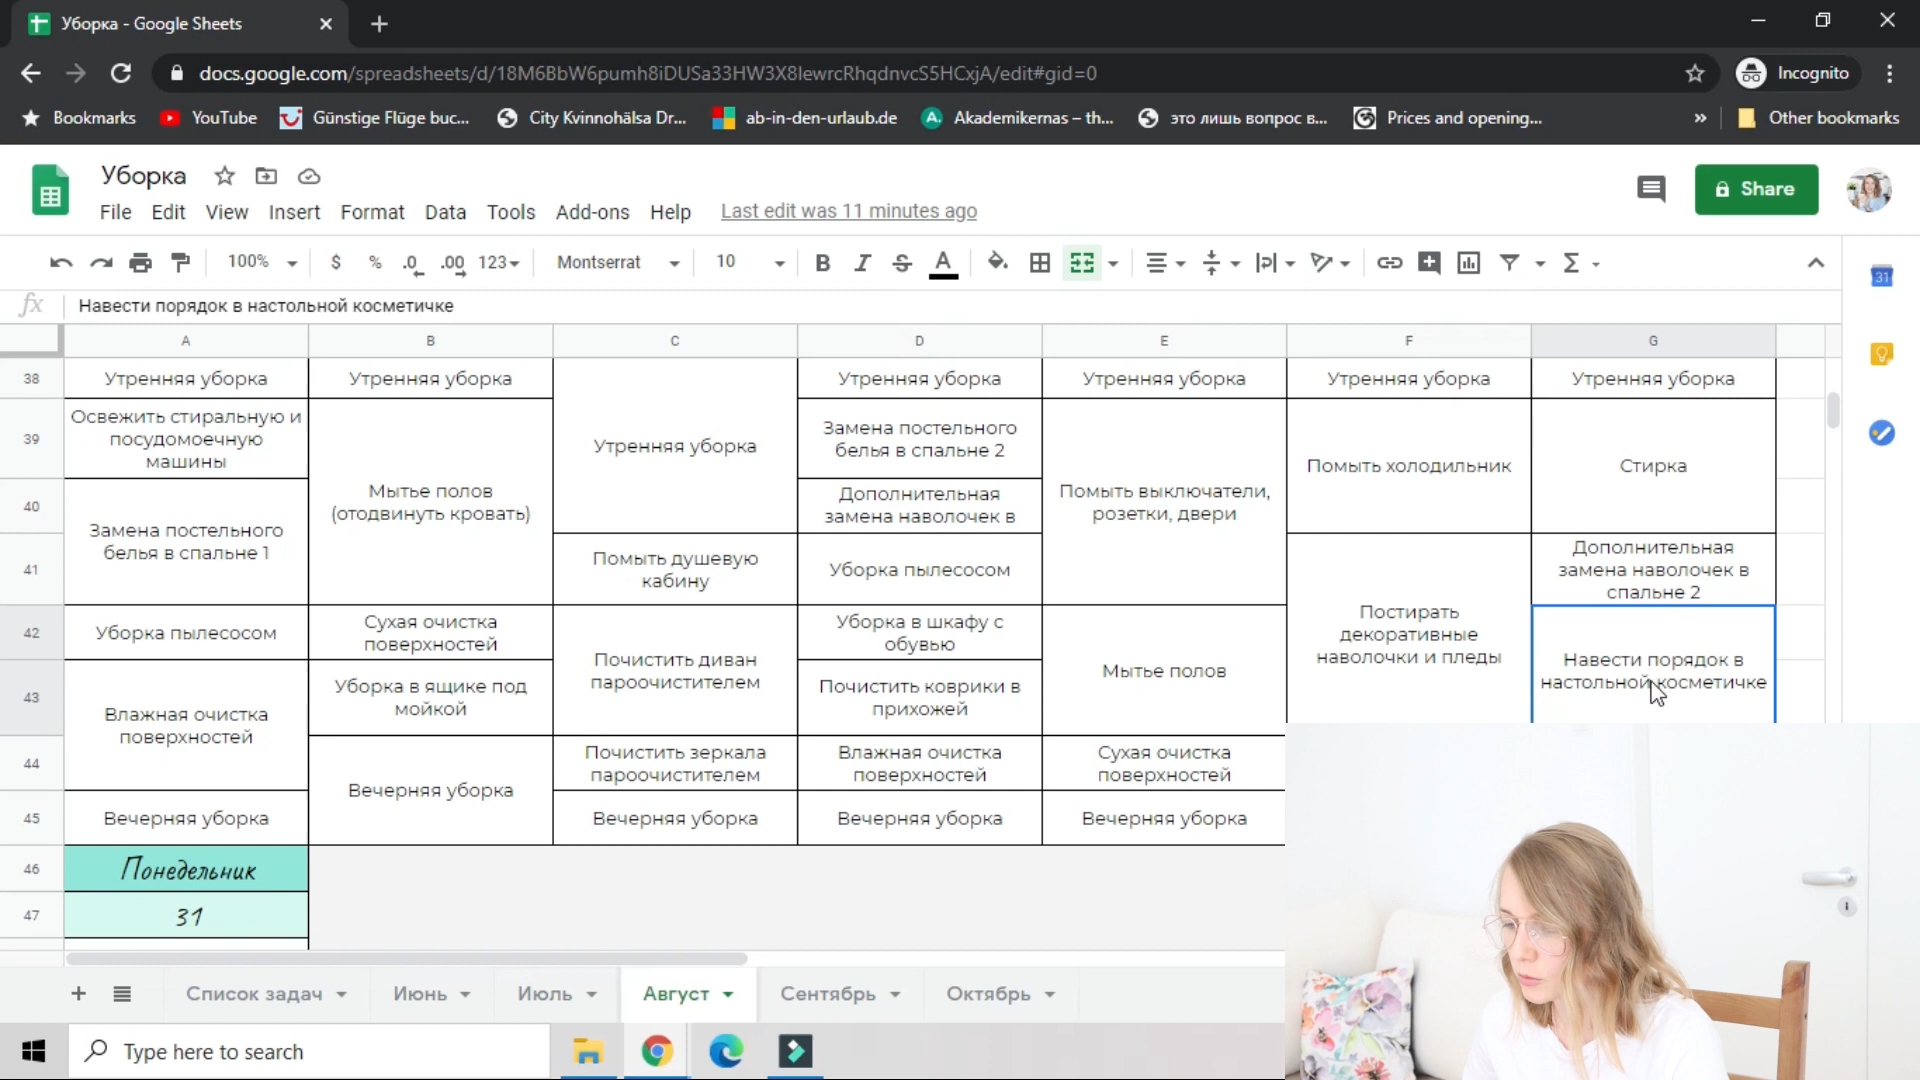 Уборка - Google Sheets
docs.google.com/spreadsheets/d/18M6BbW6pumh8iDUSa33HW3X8lewrcRhqdnvcS5HCxjA/edit#gid=0
Incognito
Bookmarks
YouTube
Günstige Flüge buc...
City Kvinnohälsa Dr...
ab-in-den-urlaub.de
Akademikernas – th...
это лишь вопрос в...
Prices and opening...
»
Other bookmarks
Уборка
File Edit View Insert Format Data Tools Add-ons Help
Last edit was 11 minutes ago
Share
100% $ % .0 .00 123 Montserrat 10 B I S A
31
fx Навести порядок в настольной косметичке
A B C D E F G
38
Утренняя уборка
Утренняя уборка
Утренняя уборка
Утренняя уборка
Утренняя уборка
Утренняя уборка
39
Освежить стиральную и
посудомоечную
машины
Мытье полов
(отодвинуть кровать)
Утренняя уборка
Замена постельного
белья в спальне 2
Помыть выключатели,
розетки, двери
Помыть холодильник
Стирка
40
Замена постельного
белья в спальне 1
Дополнительная
замена наволочек в
41
Помыть душевую
кабину
Уборка пылесосом
Постирать
декоративные
наволочки и пледы
Дополнительная
замена наволочек в
спальне 2
42
Уборка пылесосом
Сухая очистка
поверхностей
Почистить диван
пароочистителем
Уборка в шкафу с
обувью
Мытье полов
Навести порядок в
настольной косметичке
43
Влажная очистка
поверхностей
Уборка в ящике под
мойкой
Почистить коврики в
прихожей
44
Вечерняя уборка
Почистить зеркала
пароочистителем
Влажная очистка
поверхностей
Сухая очистка
поверхностей
45
Вечерняя уборка
Вечерняя уборка
Вечерняя уборка
Вечерняя уборка
46
Понедельник
47
31
Список задач
Июнь
Июль
Август
Сентябрь
Октябрь
Type here to search